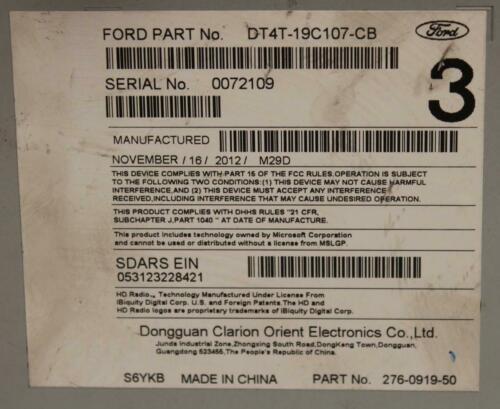 FORD PART No. DT4T-19C107-CB
Ford
SERIAL No. 0072109
3
MANUFACTURED
NOVEMBER /16/ 2012/ M29D
THIS DEVICE COMPLIES WITH PART 15 OF THE FCC RULES.OPERATION IS SUBJECT
TO THE FOLLOWING TWO CONDITIONS:(1) THIS DEVICE MAY NOT CAUSE HARMFUL
INTERFERENCE,AND (2) THIS DEVICE MUST ACCEPT ANY INTERFERENCE
RECEIVED,INCLUDING INTERFERENCE THAT MAY CAUSE UNDESIRED OPERATION.
THIS PRODUCT COMPLIES WITH DHHS RULES "21 CFR,
SUBCHAPTER J,PART 1040" AT DATE OF MANUFACTURE.
This product includes technology owned by Microsoft Corporation
and cannot be used or distributed without a license from MSLGP.
SDARS EIN
053123228421
HD Radio™, Technology Manufactured Under License From
iBiquity Digital Corp. U.S. and Foreign Patents. The HD and
HD Radio logos are proprietary trademarks of iBiquity Digital Corp.
Dongguan Clarion Orient Electronics Co.,Ltd.
Junda Industrial Zone,Zhongxing South Road,DongKeng Town,Dongguan,
Guangdong 523455,The People's Republic of China.
S6YKB MADE IN CHINA PART No. 276-0919-50